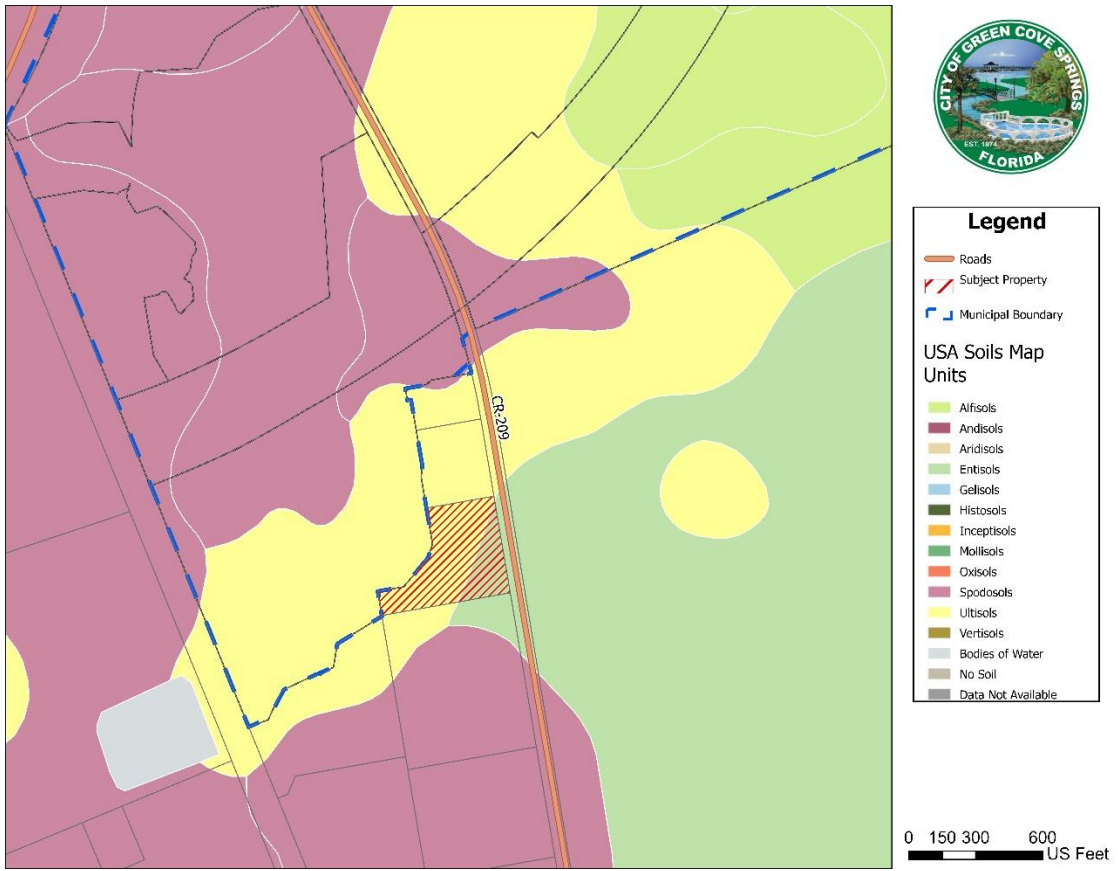 CITY OF GREEN COVE SPRINGS
EST. 1874
FLORIDA
Legend
Roads
Subject Property
Municipal Boundary
USA Soils Map
Units
Alfisols
Andisols
Aridisols
Entisols
Gelisols
Histosols
Inceptisols
Mollisols
Oxisols
Spodosols
Ultisols
Vertisols
Bodies of Water
No Soil
Data Not Available
CR-209
0 150 300 600
US Feet